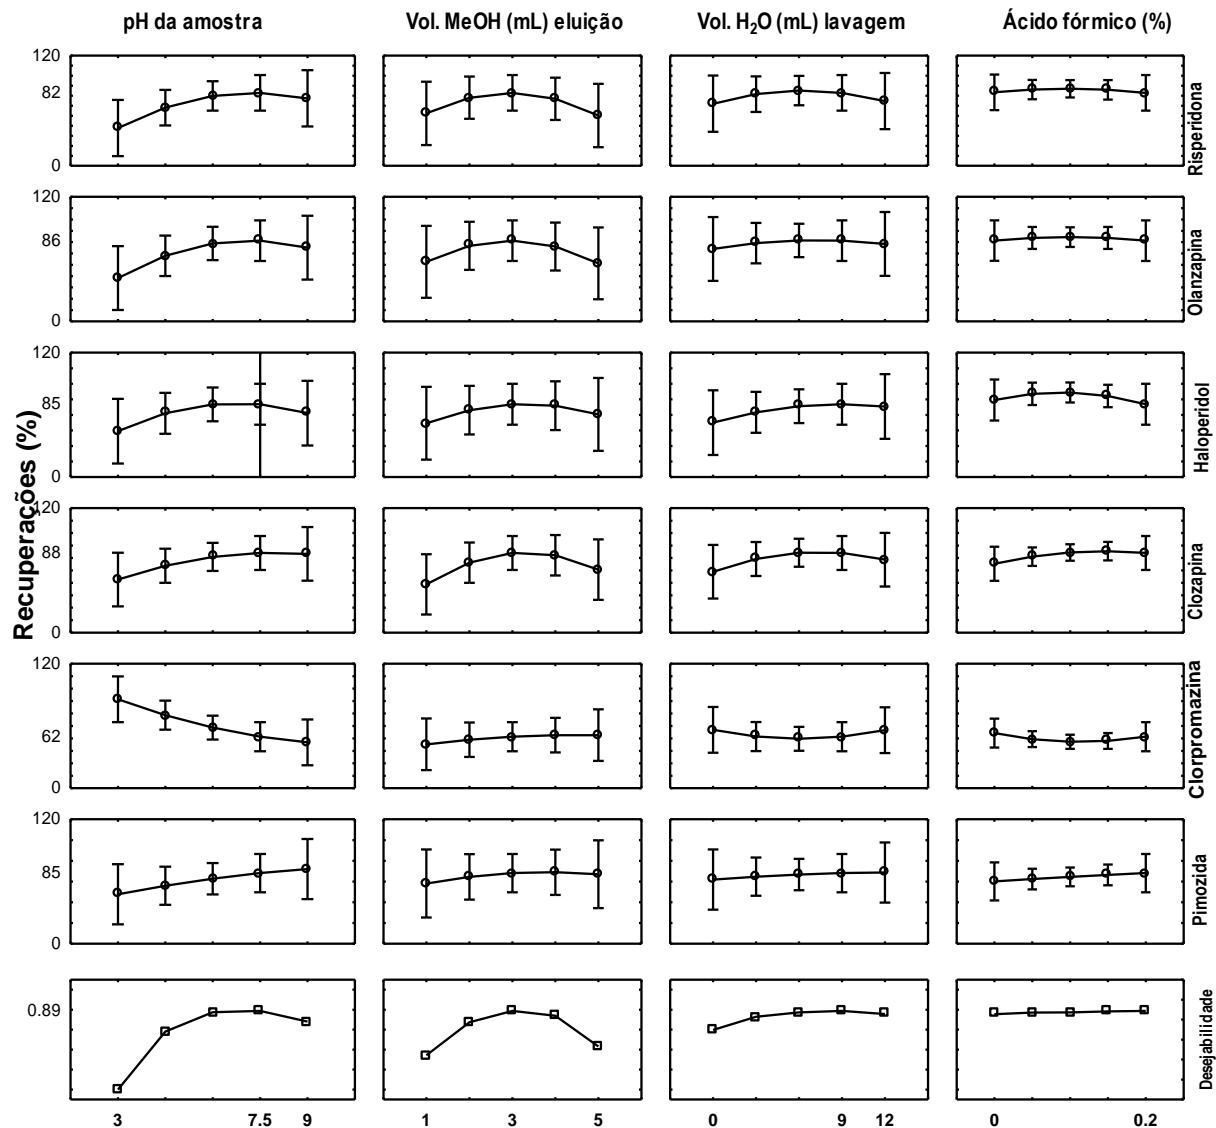 pH da amostra
Vol. MeOH (mL) eluição
Vol. H₂O (mL) lavagem
Ácido fórmico (%)
Recuperações (%)
120
82
0
Risperidona
120
86
0
Olanzapina
120
85
0
Haloperidol
120
88
0
Clozapina
120
62
0
Clorpromazina
120
85
0
Pimozida
0.89
Desejabilidade
3 7.5 9 1 3 5 0 9 12 0 0.2